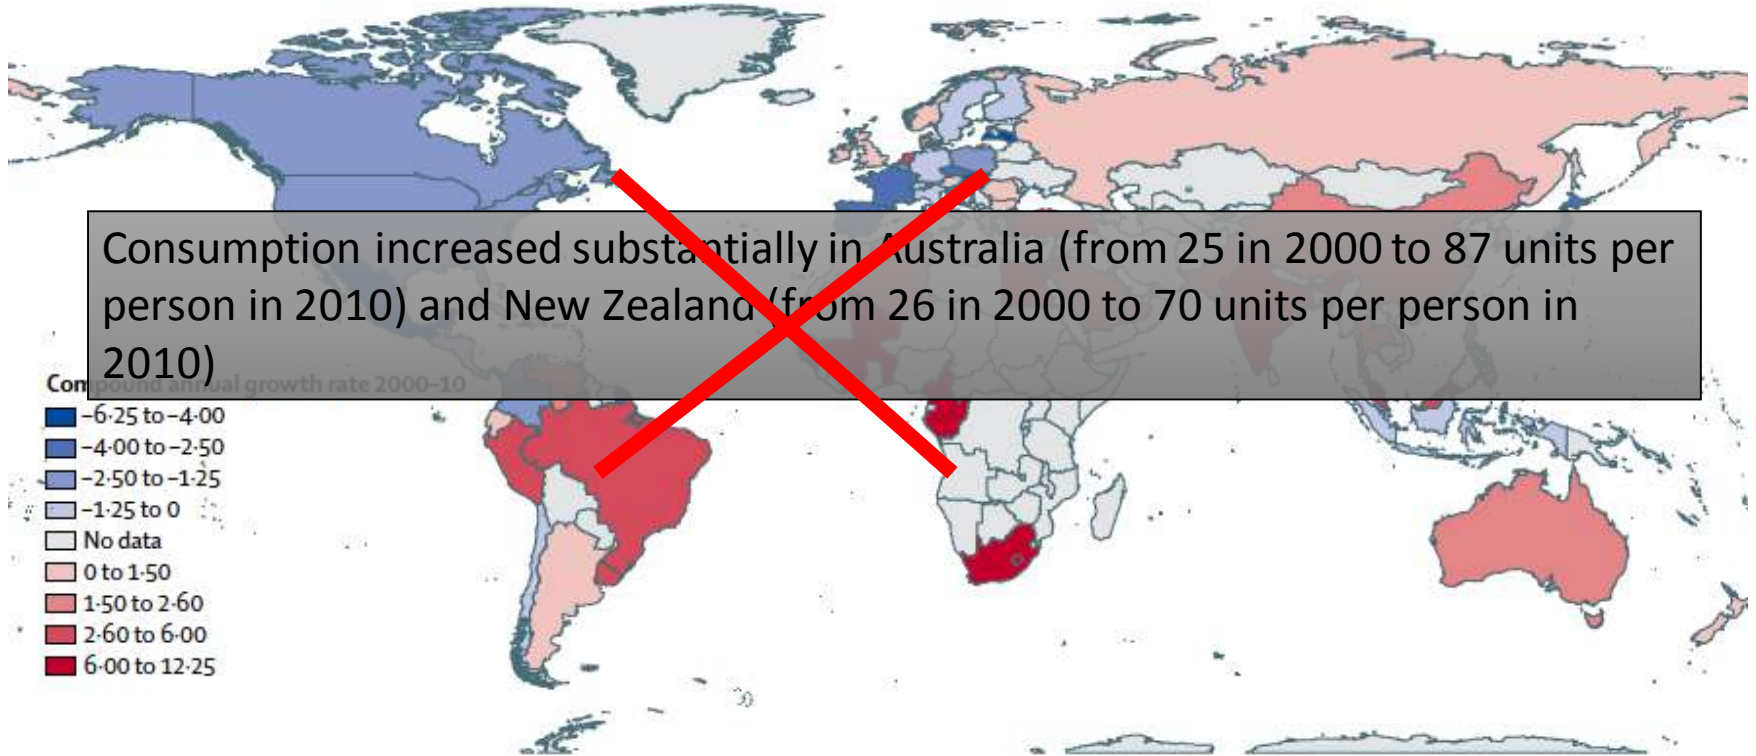 Consumption increased substantially in Australia (from 25 in 2000 to 87 units per
person in 2010) and New Zealand (from 26 in 2000 to 70 units per person in
2010)
Compound annual growth rate 2000–10
–6·25 to –4·00
–4·00 to –2·50
–2·50 to –1·25
–1·25 to 0
No data
0 to 1·50
1·50 to 2·60
2·60 to 6·00
6·00 to 12·25